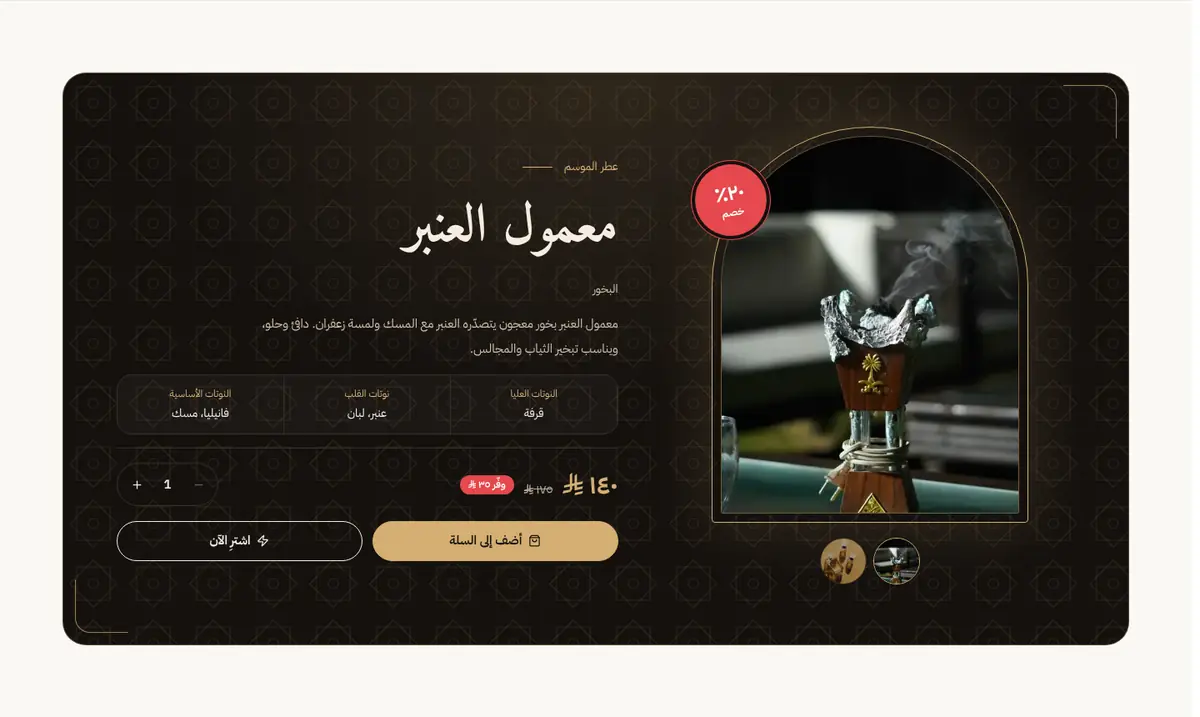 عطر الموسم
معمول العنبر
البخور
معمول العنبر بخور معجون يتصدّره العنبر مع المسك ولمسة زعفران. دافئ وحلو،
ويناسب تبخير الثياب والمجالس.
النوتات العليا
قرفة
نوتات القلب
عنبر، لبان
النوتات الأساسية
فانيليا، مسك
١٤٠ ⃁ ١٧٥ ⃁ وفّر ٣٥ ⃁
− 1 +
أضف إلى السلة
اشترِ الآن
٢٠٪
خصم